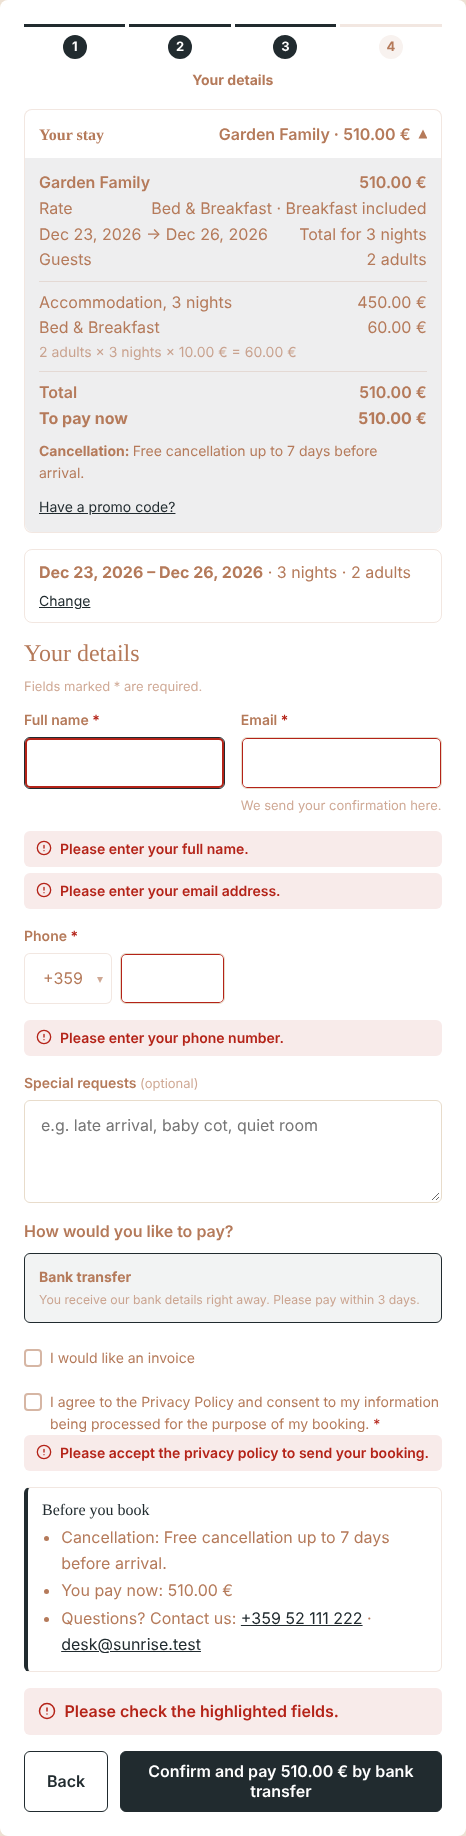 1 2 3 4
Your details
Your stay Garden Family · 510.00 € ▲
Garden Family 510.00 €
Rate Bed & Breakfast · Breakfast included
Dec 23, 2026 → Dec 26, 2026 Total for 3 nights
Guests 2 adults
Accommodation, 3 nights 450.00 €
Bed & Breakfast 60.00 €
2 adults × 3 nights × 10.00 € = 60.00 €
Total 510.00 €
To pay now 510.00 €
Cancellation: Free cancellation up to 7 days before
arrival.
Have a promo code?
Dec 23, 2026 – Dec 26, 2026 · 3 nights · 2 adults
Change
Your details
Fields marked * are required.
Full name * Email *
We send your confirmation here.
Please enter your full name.
Please enter your email address.
Phone *
+359 ▾
Please enter your phone number.
Special requests (optional)
e.g. late arrival, baby cot, quiet room
How would you like to pay?
Bank transfer
You receive our bank details right away. Please pay within 3 days.
I would like an invoice
I agree to the Privacy Policy and consent to my information
being processed for the purpose of my booking. *
Please accept the privacy policy to send your booking.
Before you book
• Cancellation: Free cancellation up to 7 days
before arrival.
• You pay now: 510.00 €
• Questions? Contact us: +359 52 111 222 ·
desk@sunrise.test
Please check the highlighted fields.
Back Confirm and pay 510.00 € by bank
transfer